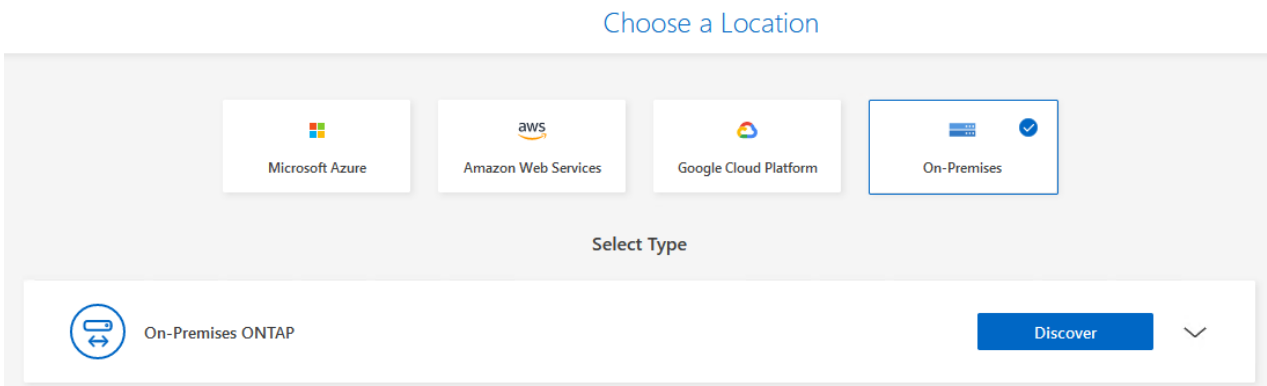 Choose a Location
aws
Microsoft Azure
Amazon Web Services
Google Cloud Platform
On-Premises
Select Type
On-Premises ONTAP
Discover